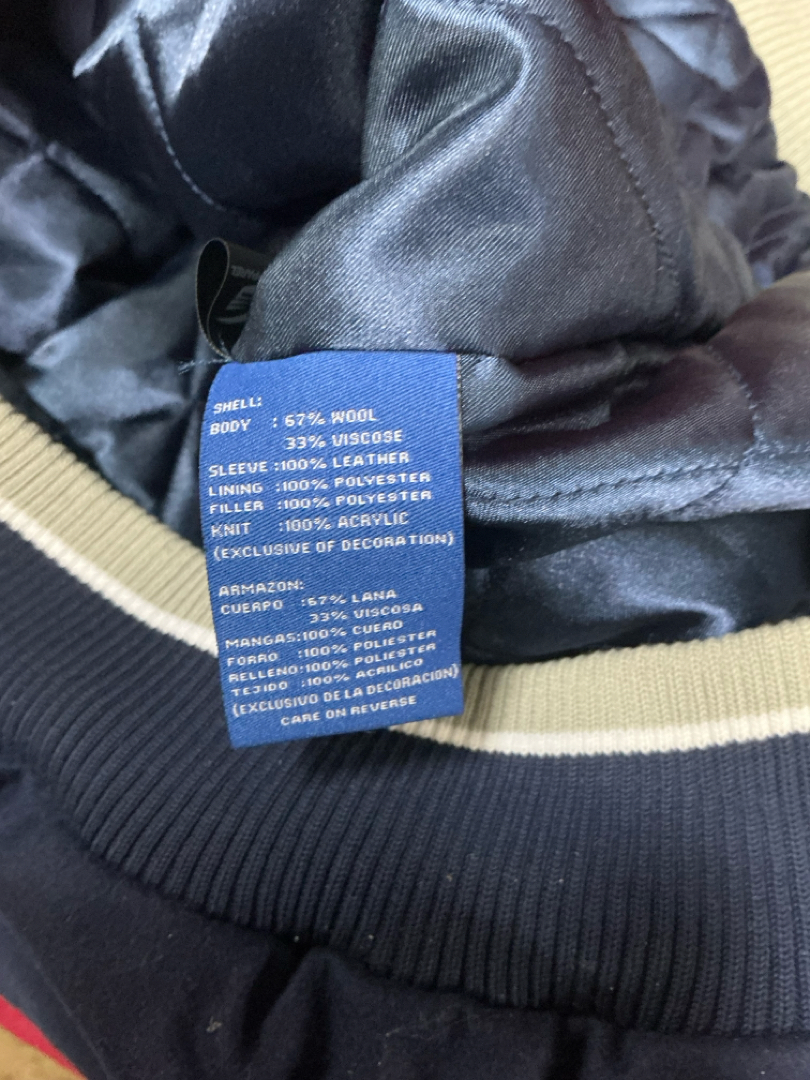 SHELL:
BODY : 67% WOOL
33% VISCOSE
SLEEVE :100% LEATHER
LINING :100% POLYESTER
FILLER :100% POLYESTER
KNIT :100% ACRYLIC
(EXCLUSIVE OF DECORATION)
ARMAZON:
CUERPO :67% LANA
33% VISCOSA
MANGAS:100% CUERO
FORRO :100% POLIESTER
RELLENO:100% POLIESTER
TEJIDO :100% ACRILICO
(EXCLUSIVO DE LA DECORACION)
CARE ON REVERSE